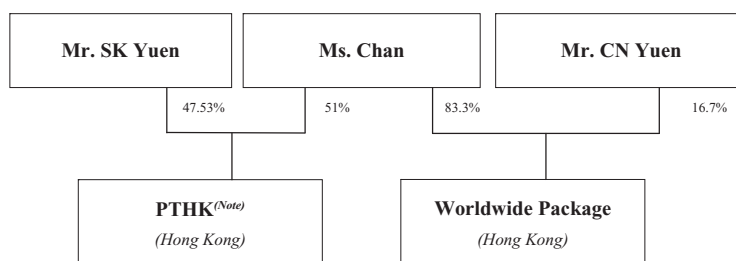 Mr. SK Yuen
Ms. Chan
Mr. CN Yuen
47.53%
51%
83.3%
16.7%
PTHK(Note)
(Hong Kong)
Worldwide Package
(Hong Kong)